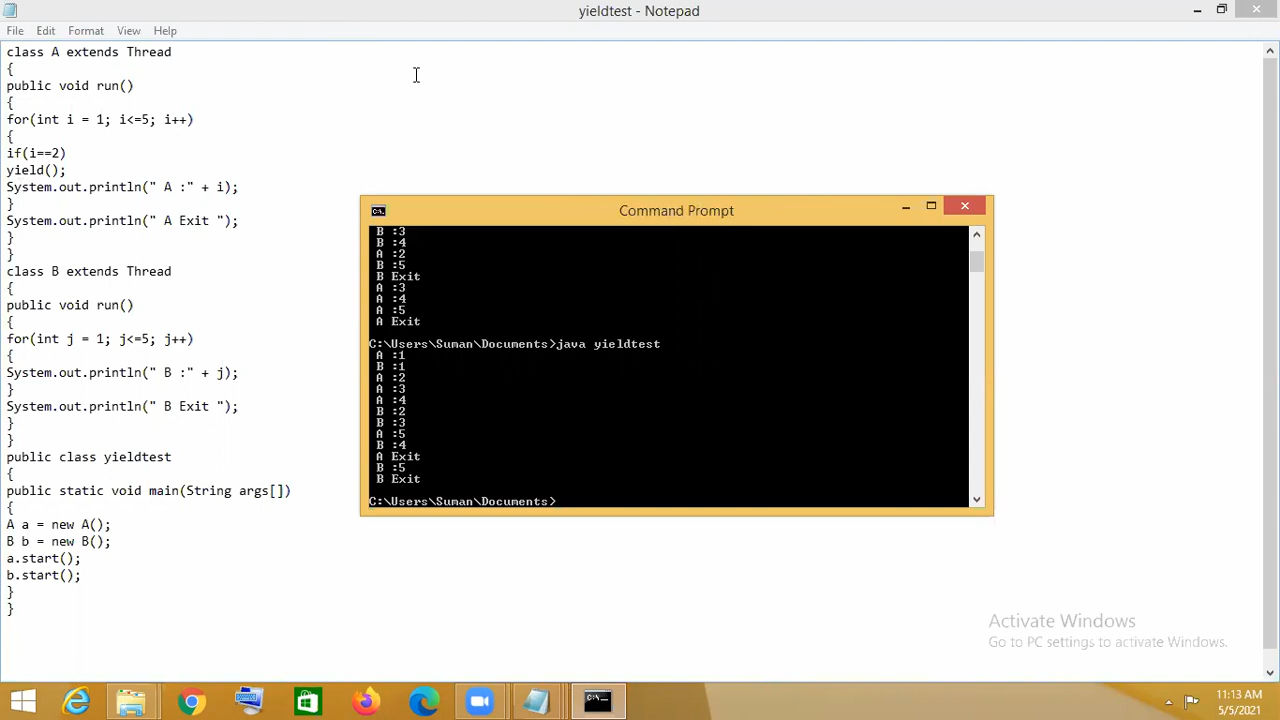 yieldtest - Notepad
File Edit Format View Help
class A extends Thread
{
public void run()
{
for(int i = 1; i<=5; i++)
{
if(i==2)
yield();
System.out.println(" A :" + i);
}
System.out.println(" A Exit ");
}
}
class B extends Thread
{
public void run()
{
for(int j = 1; j<=5; j++)
{
System.out.println(" B :" + j);
}
System.out.println(" B Exit ");
}
}
public class yieldtest
{
public static void main(String args[])
{
A a = new A();
B b = new B();
a.start();
b.start();
}
}
Command Prompt
B :3
B :4
A :2
B :5
B Exit
A :3
A :4
A :5
A Exit
C:\Users\Suman\Documents>java yieldtest
A :1
B :1
A :2
A :3
A :4
B :2
B :3
A :5
B :4
A Exit
B :5
B Exit
C:\Users\Suman\Documents>
Activate Windows
Go to PC settings to activate Windows.
11:13 AM
5/5/2021